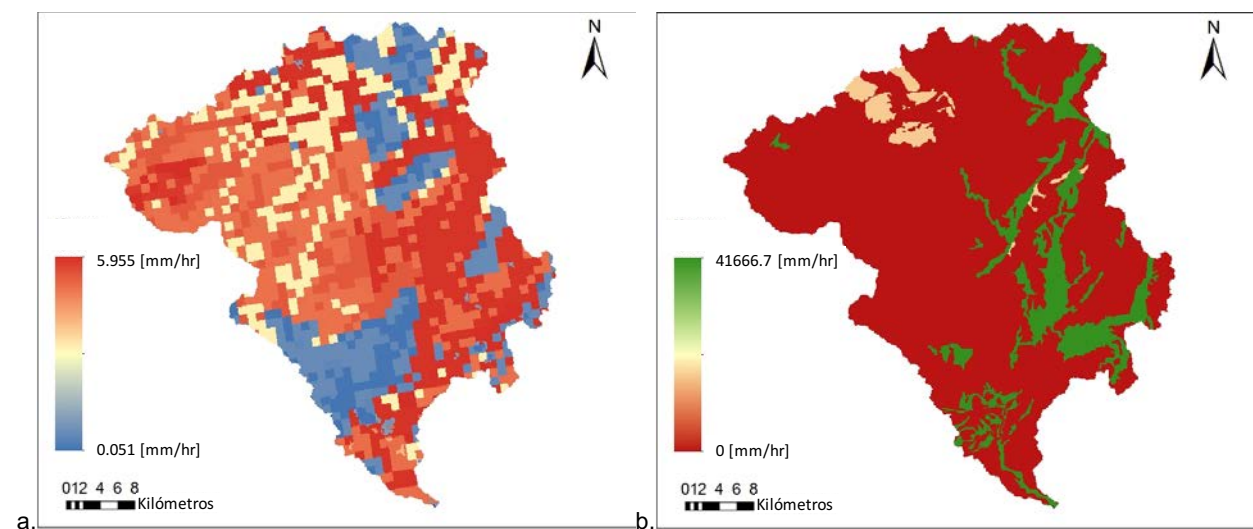 N
5.955 [mm/hr]
0.051 [mm/hr]
012 4 6 8
Kilómetros
a.
N
41666.7 [mm/hr]
0 [mm/hr]
012 4 6 8
Kilómetros
b.